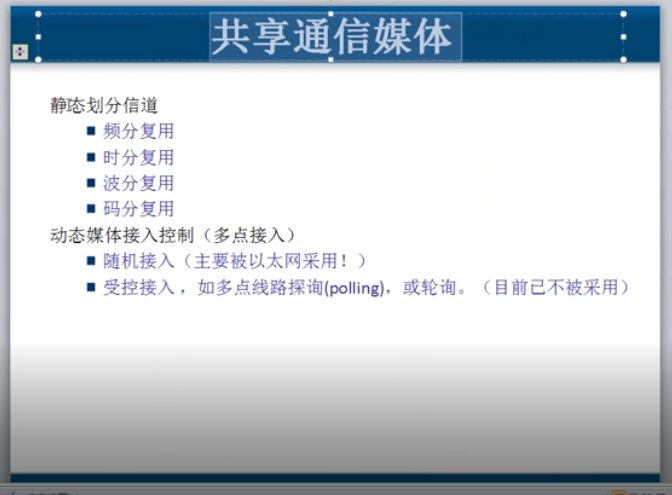 共享通信媒体
静态划分信道
■ 频分复用
■ 时分复用
■ 波分复用
■ 码分复用
动态媒体接入控制（多点接入）
■ 随机接入（主要被以太网采用！）
■ 受控接入 ，如多点线路探询(polling)，或轮询。（目前已不被采用）